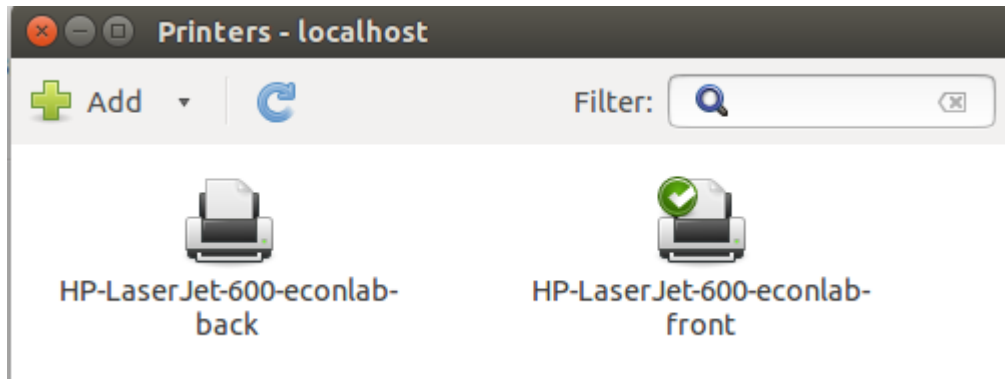 Printers - localhost
Add
Filter:
HP-LaserJet-600-econlab-
back
HP-LaserJet-600-econlab-
front